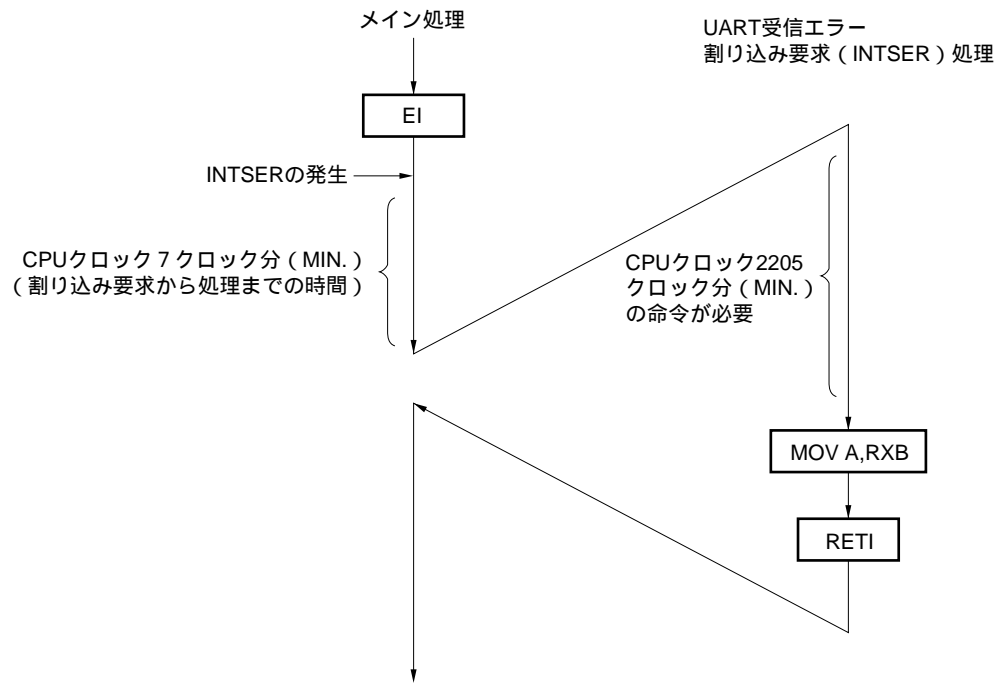 メイン処理
UART受信エラー
割り込み要求（INTSER）処理
EI
INTSERの発生
CPUクロック７クロック分（MIN.）
（割り込み要求から処理までの時間）
CPUクロック2205
クロック分（MIN.）
の命令が必要
MOV A,RXB
RETI